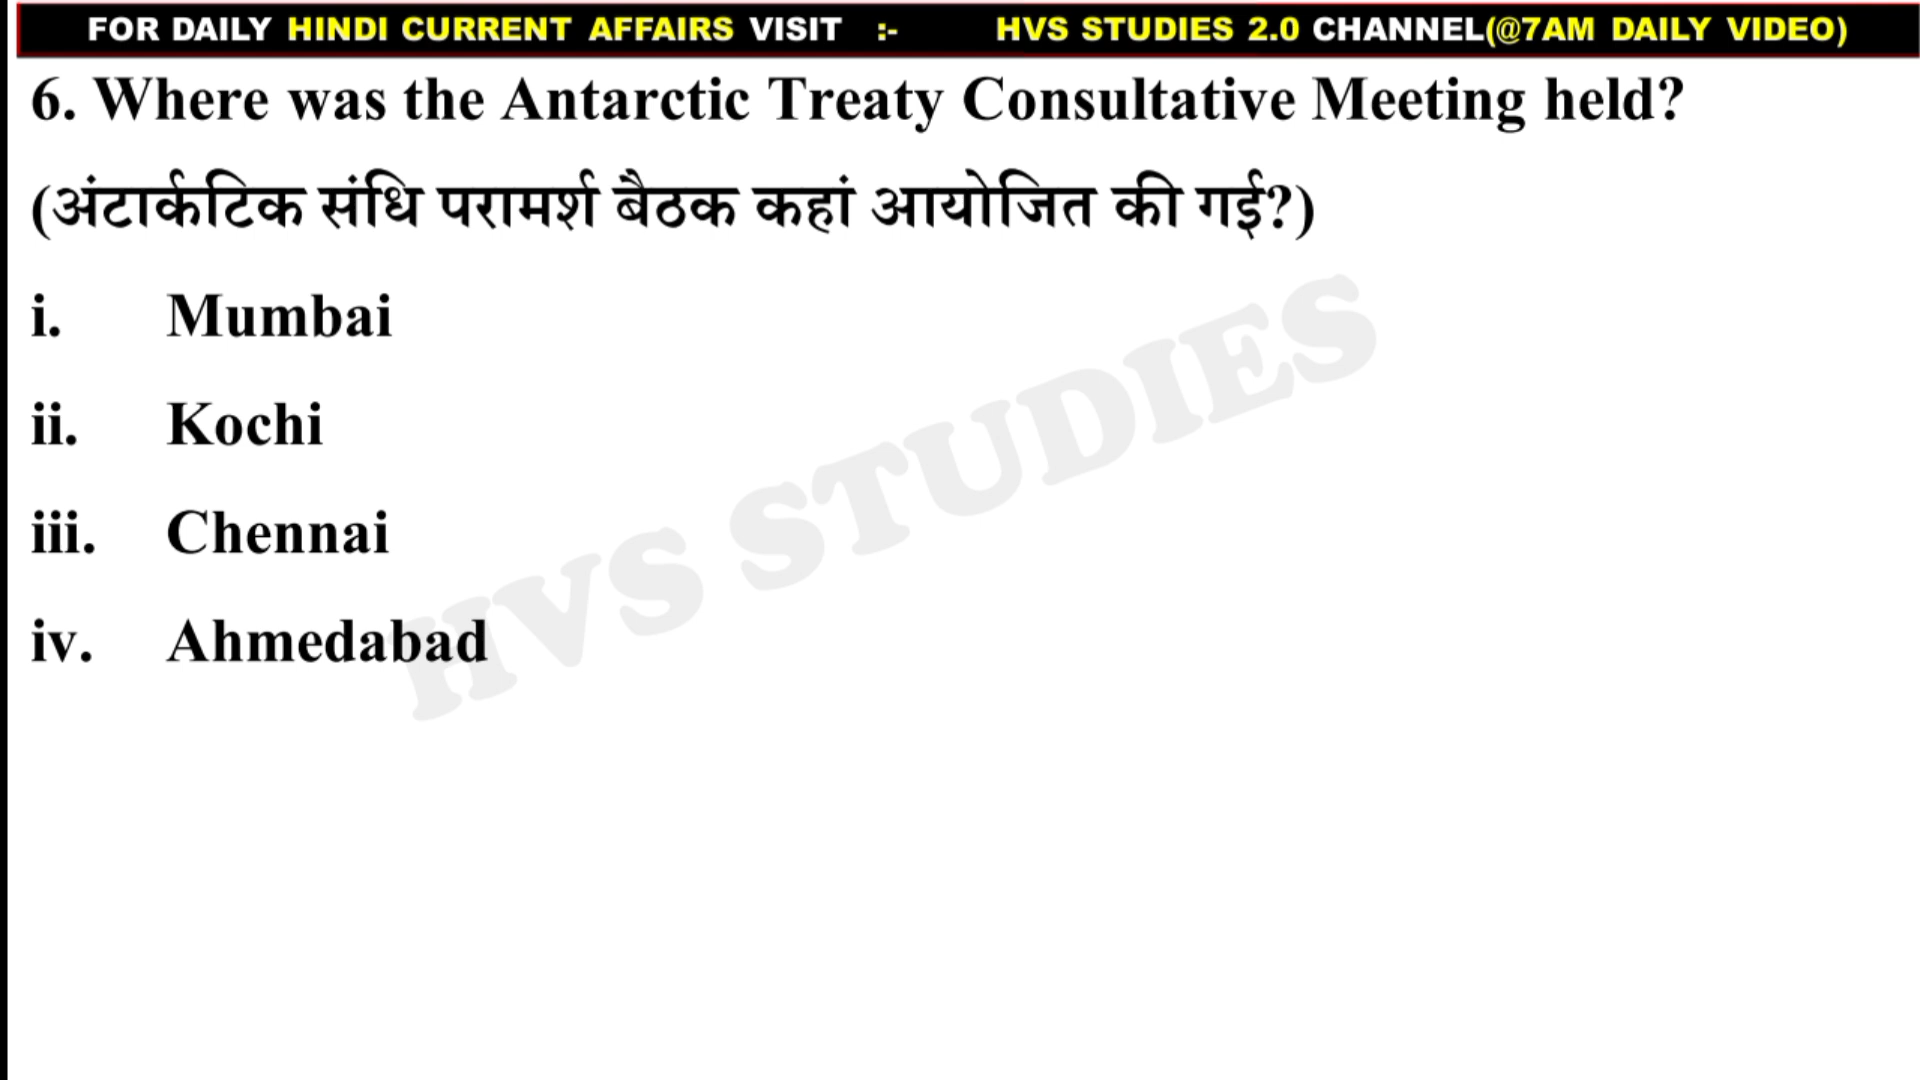 FOR DAILY HINDI CURRENT AFFAIRS VISIT :- HVS STUDIES 2.0 CHANNEL(@7AM DAILY VIDEO)
6. Where was the Antarctic Treaty Consultative Meeting held?
(अंटार्कटिक संधि परामर्श बैठक कहां आयोजित की गई?)
i. Mumbai
ii. Kochi
iii. Chennai
iv. Ahmedabad
HVS STUDIES